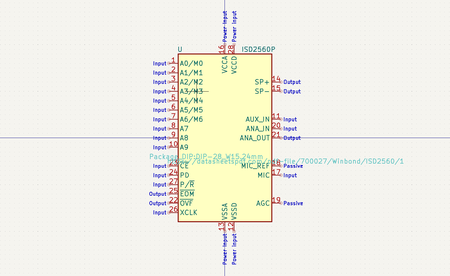 Power Input
Power Input
16
28
U
ISD2560P
VCCA
VCCD
Input 1 A0/M0
Input 2 A1/M1
Input 3 A2/M2
SP+ 14 Output
Input 4 A3/M3
SP- 15 Output
Input 5 A4/M4
Input 6 A5/M5
Input 7 A6/M6
AUX_IN 11 Input
Input 8 A7
ANA_IN 20 Input
Input 9 A8
ANA_OUT 21 Output
Input 10 A9
Package_DIP:DIP-28_W15.24mm
file/700027/Winbond/ISD2560/1
Input 23 CE
MIC_REF 18 Passive
Input 24 PD
MIC 17 Input
Input 27 P/R
Output 25 EOM
Output 22 OVF
AGC 19 Passive
Input 26 XCLK
VSSA
VSSD
13
12
Power Input
Power Input